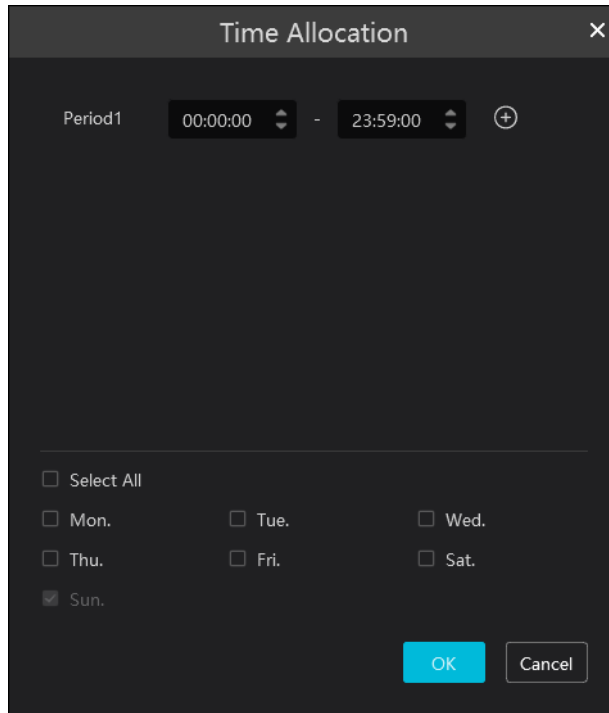 Time Allocation
Period1 00:00:00 - 23:59:00
Select All
Mon. Tue. Wed.
Thu. Fri. Sat.
Sun.
OK Cancel